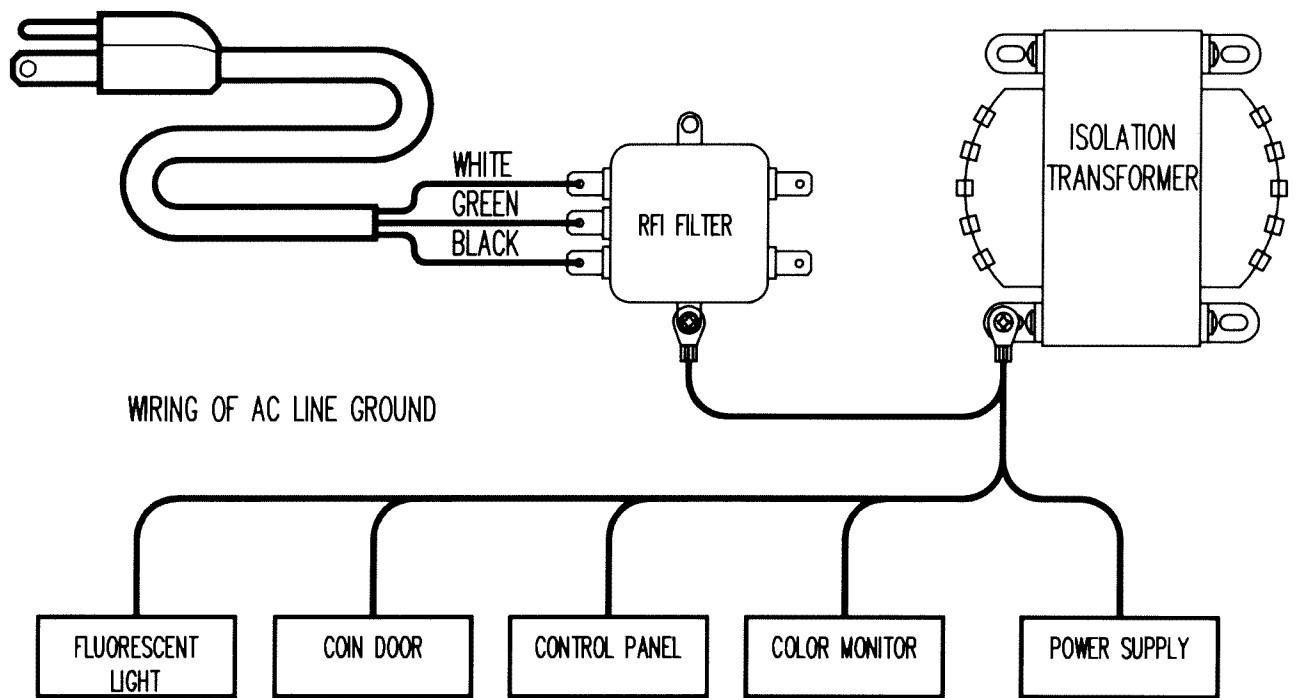 WHITE
GREEN
BLACK
RFI FILTER
ISOLATION
TRANSFORMER
WIRING OF AC LINE GROUND
FLUORESCENT
LIGHT
COIN DOOR
CONTROL PANEL
COLOR MONITOR
POWER SUPPLY